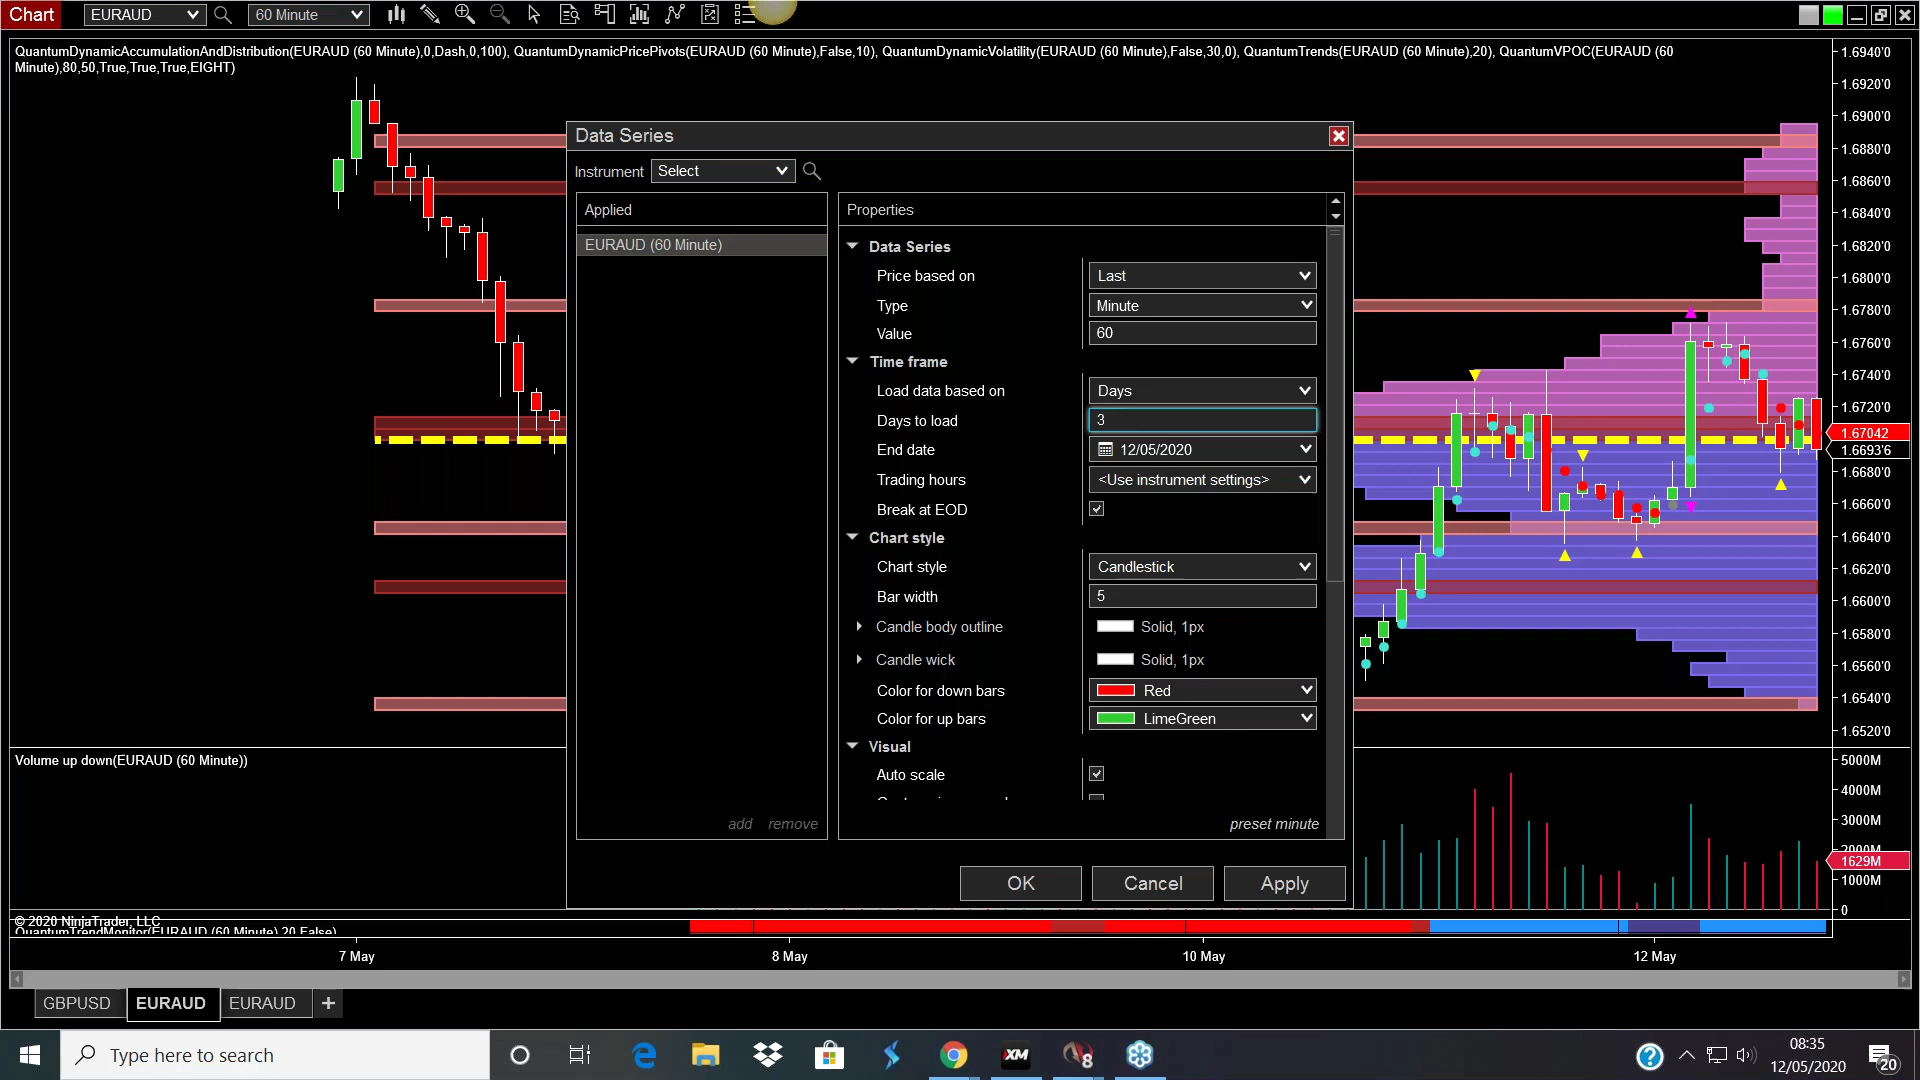 Chart EURAUD 60 Minute
QuantumDynamicAccumulationAndDistribution(EURAUD (60 Minute),0,Dash,0,100), QuantumDynamicPricePivots(EURAUD (60 Minute),False,10), QuantumDynamicVolatility(EURAUD (60 Minute),False,30,0), QuantumTrends(EURAUD (60 Minute),20), QuantumVPOC(EURAUD (60
Minute),80,50,True,True,True,EIGHT)
1.6940'0
1.6920'0
1.6900'0
1.6880'0
1.6860'0
1.6840'0
1.6820'0
1.6800'0
1.6780'0
1.6760'0
1.6740'0
1.6720'0
1.67042
1.6693'6
1.6680'0
1.6660'0
1.6640'0
1.6620'0
1.6600'0
1.6580'0
1.6560'0
1.6540'0
1.6520'0
Data Series
Instrument Select
Applied
EURAUD (60 Minute)
add remove
Properties
Data Series
Price based on Last
Type Minute
Value 60
Time frame
Load data based on Days
Days to load 3
End date 12/05/2020
Trading hours <Use instrument settings>
Break at EOD
Chart style
Chart style Candlestick
Bar width 5
Candle body outline Solid, 1px
Candle wick Solid, 1px
Color for down bars Red
Color for up bars LimeGreen
Visual
Auto scale
preset minute
OK Cancel Apply
Volume up down(EURAUD (60 Minute))
5000M
4000M
3000M
2000M
1629M
1000M
0
© 2020 NinjaTrader, LLC
QuantumTrendMonitor(EURAUD (60 Minute),20,False)
7 May 8 May 10 May 12 May
GBPUSD EURAUD EURAUD +
Type here to search
XM
8
08:35
12/05/2020
20